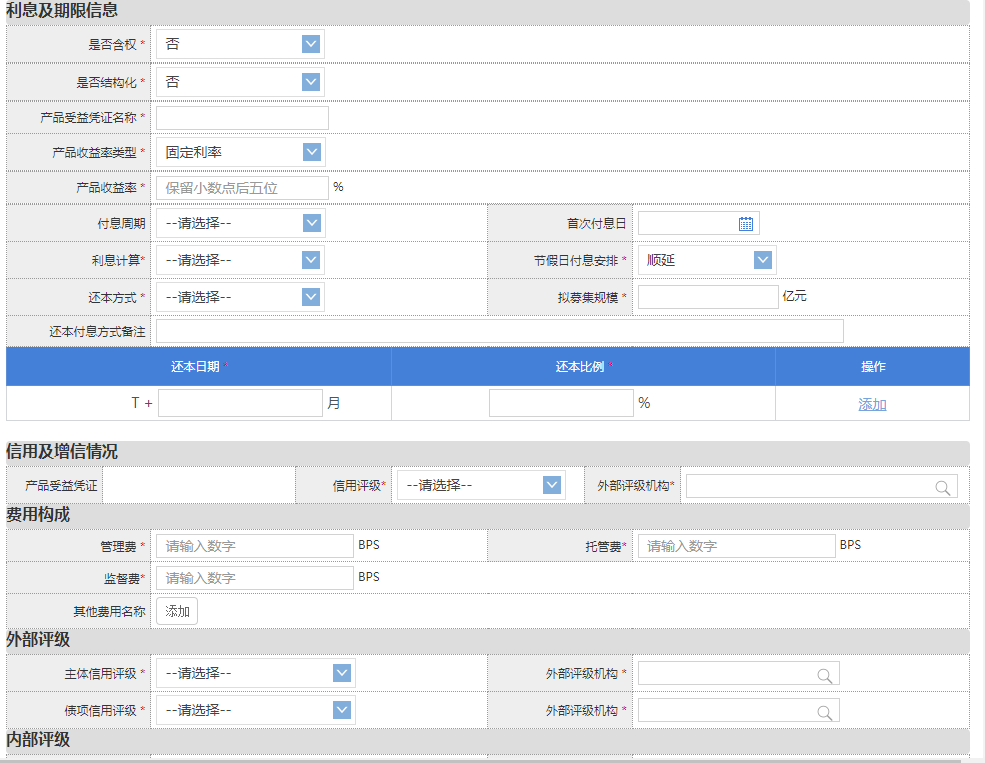 利息及期限信息
是否含权 * 否
是否结构化 * 否
产品受益凭证名称 *
产品收益率类型 * 固定利率
产品收益率 * 保留小数点后五位 %
付息周期 --请选择-- 首次付息日
利息计算* --请选择-- 节假日付息安排 * 顺延
还本方式 * --请选择-- 拟募集规模 * 亿元
还本付息方式备注
还本日期 * 还本比例 * 操作
T + 月 % 添加
信用及增信情况
产品受益凭证 信用评级* --请选择-- 外部评级机构*
费用构成
管理费 * 请输入数字 BPS 托管费* 请输入数字 BPS
监督费* 请输入数字 BPS
其他费用名称 添加
外部评级
主体信用评级 * --请选择-- 外部评级机构 *
债项信用评级 * --请选择-- 外部评级机构 *
内部评级